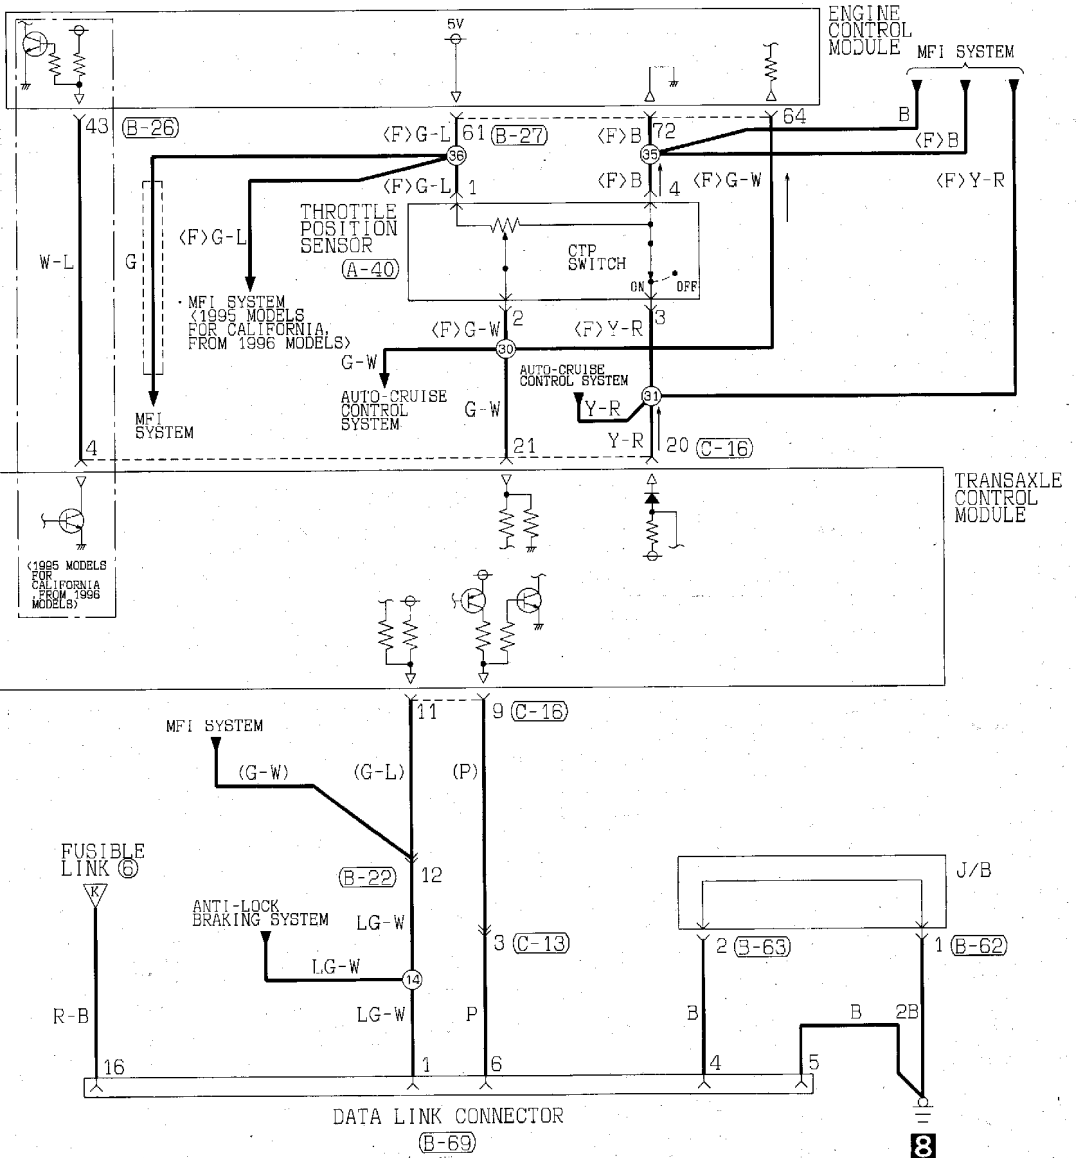 ENGINE
CONTROL
MODULE
5V
MFI SYSTEM
43 (B-26)
<F>G-L
61 (B-27)
<F>B
72
64
B
<F>B
36
35
<F>G-L
1
<F>B
4
<F>G-W
<F>Y-R
THROTTLE
POSITION
SENSOR
(A-40)
CTP
SWITCH
ON
OFF
W-L
G
<F>G-L
MFI SYSTEM
<1995 MODELS
FOR CALIFORNIA,
FROM 1996 MODELS>
2
3
<F>G-W
<F>Y-R
30
G-W
AUTO-CRUISE
CONTROL SYSTEM
AUTO-CRUISE
CONTROL
SYSTEM
31
Y-R
G-W
MFI
SYSTEM
Y-R
4
21
20 (C-16)
TRANSAXLE
CONTROL
MODULE
<1995 MODELS
FOR
CALIFORNIA
,FROM 1996
MODELS>
11
9 (C-16)
MFI SYSTEM
(G-W)
(G-L)
(P)
FUSIBLE
LINK 6
K
(B-22) 12
J/B
ANTI-LOCK
BRAKING SYSTEM
LG-W
3 (C-13)
2 (B-63)
1 (B-62)
LG-W
14
R-B
LG-W
P
B
B
2B
16
1
6
4
5
DATA LINK CONNECTOR
(B-69)
8